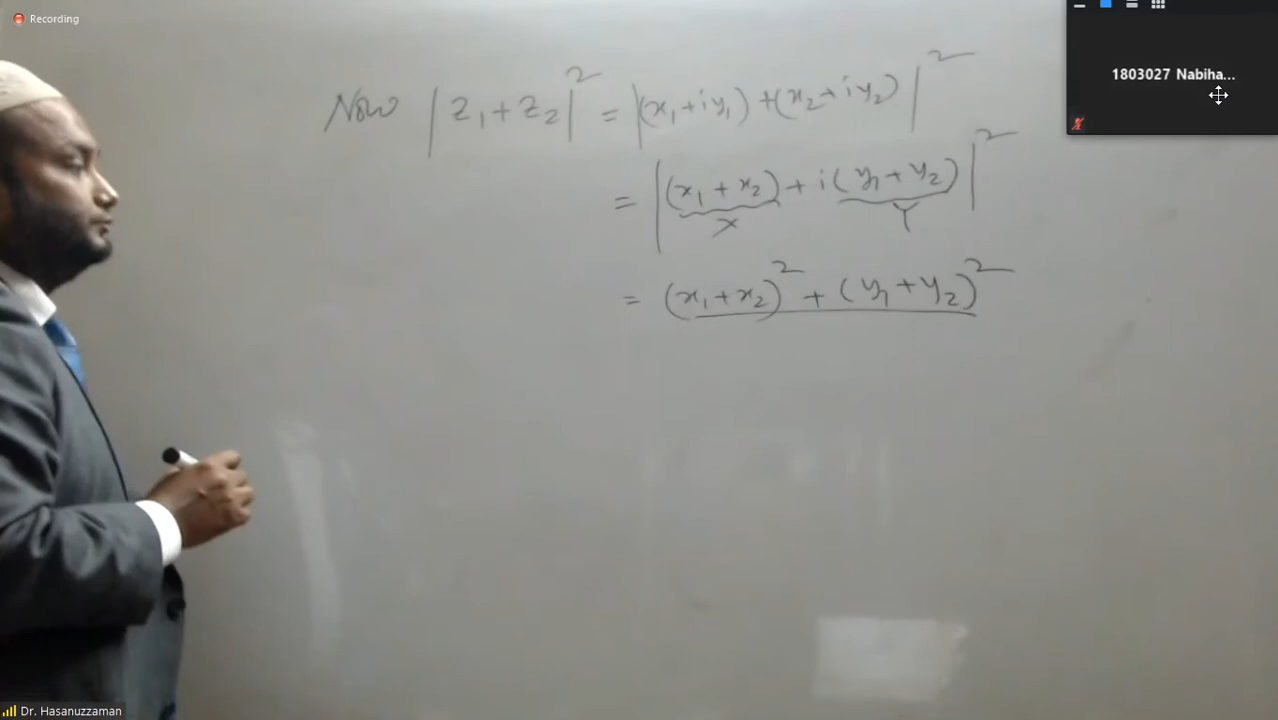 Recording
1803027 Nabiha...
Now |z₁+z₂|² = |(x₁+iy₁)+(x₂+iy₂)|²
= |(x₁+x₂)+i(y₁+y₂)|²
X Y
= (x₁+x₂)²+(y₁+y₂)²
Dr. Hasanuzzaman